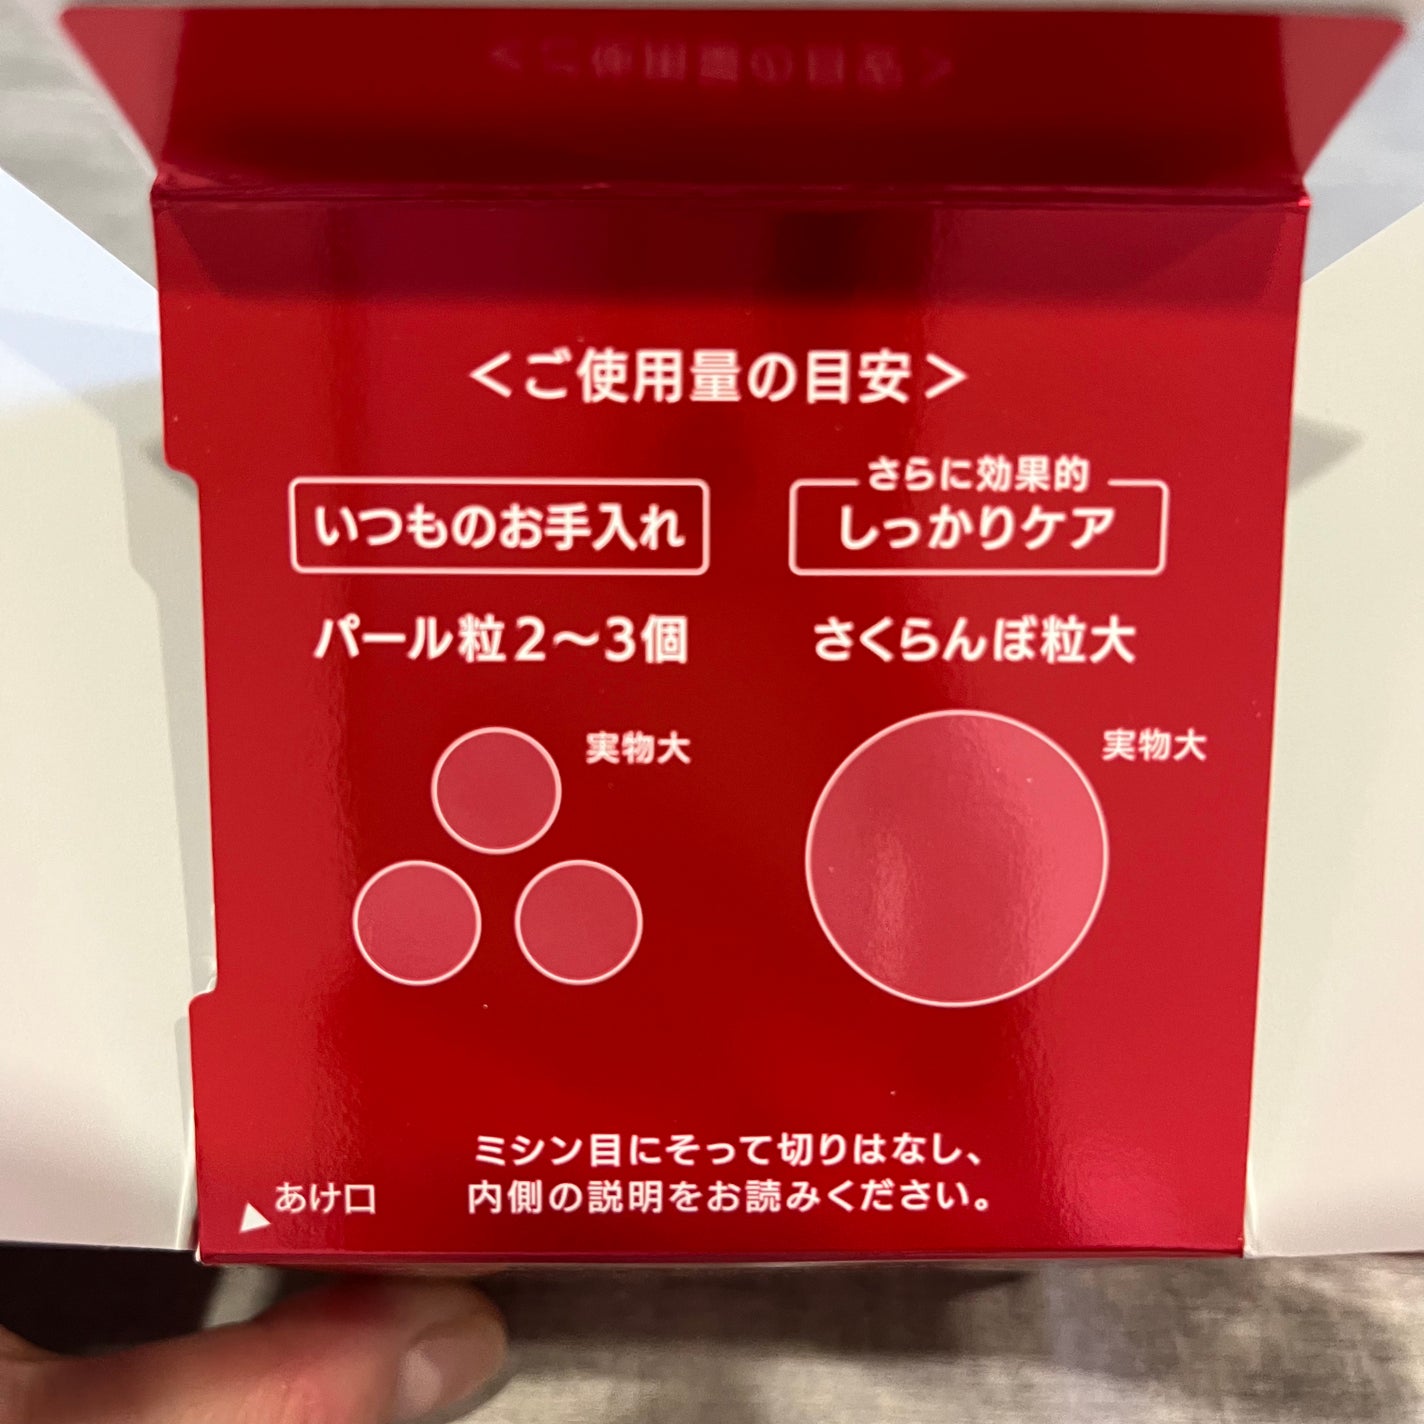 ＜ご使用量の目安＞
いつものお手入れ
さらに効果的
しっかりケア
パール粒2〜3個
さくらんぼ粒大
実物大
実物大
ミシン目にそって切りはなし、
内側の説明をお読みください。
あけ口